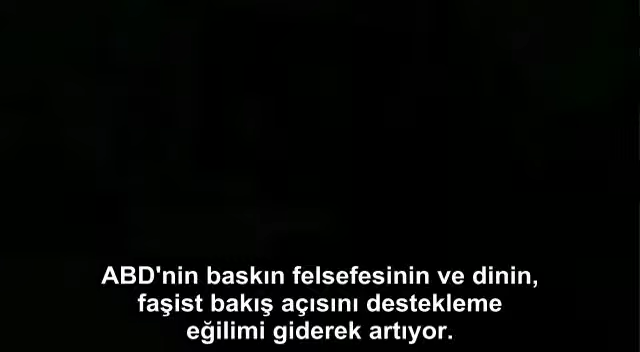 ABD'nin baskın felsefesinin ve dinin,
faşist bakış açısını destekleme
eğilimi giderek artıyor.